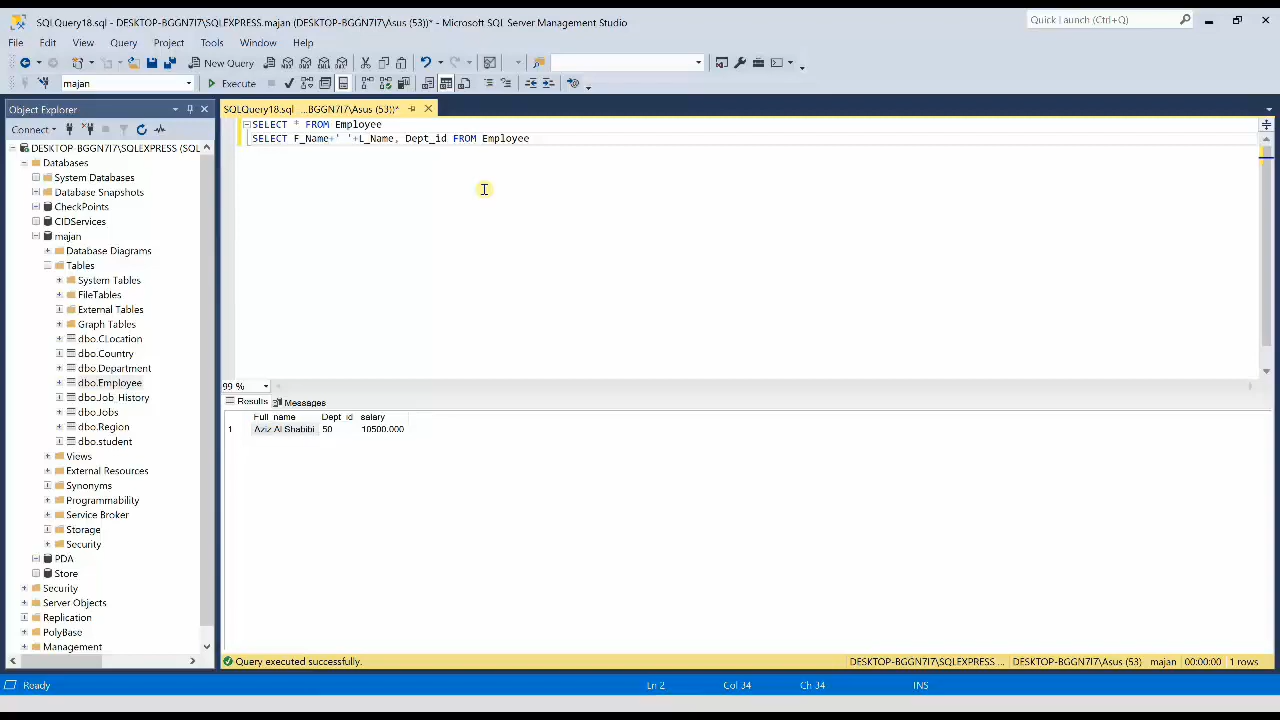 SQLQuery18.sql - DESKTOP-BGGN7I7\SQLEXPRESS.majan (DESKTOP-BGGN7I7\Asus (53))* - Microsoft SQL Server Management Studio
Quick Launch (Ctrl+Q)
File Edit View Query Project Tools Window Help
New Query
majan
Execute
Object Explorer
SQLQuery18.sql ...BGGN7I7\Asus (53))*
Connect
DESKTOP-BGGN7I7\SQLEXPRESS (SQL
Databases
System Databases
Database Snapshots
CheckPoints
CIDServices
majan
Database Diagrams
Tables
System Tables
FileTables
External Tables
Graph Tables
dbo.CLocation
dbo.Country
dbo.Department
dbo.Employee
dbo.Job_History
dbo.Jobs
dbo.Region
dbo.student
Views
External Resources
Synonyms
Programmability
Service Broker
Storage
Security
PDA
Store
Security
Server Objects
Replication
PolyBase
Management
SELECT * FROM Employee
SELECT F_Name+' '+L_Name, Dept_id FROM Employee
99 %
Results Messages
Full_name Dept_id salary
1 Aziz Al Shabibi 50 10500.000
Query executed successfully.
DESKTOP-BGGN7I7\SQLEXPRESS ... DESKTOP-BGGN7I7\Asus (53) majan 00:00:00 1 rows
Ready Ln 2 Col 34 Ch 34 INS